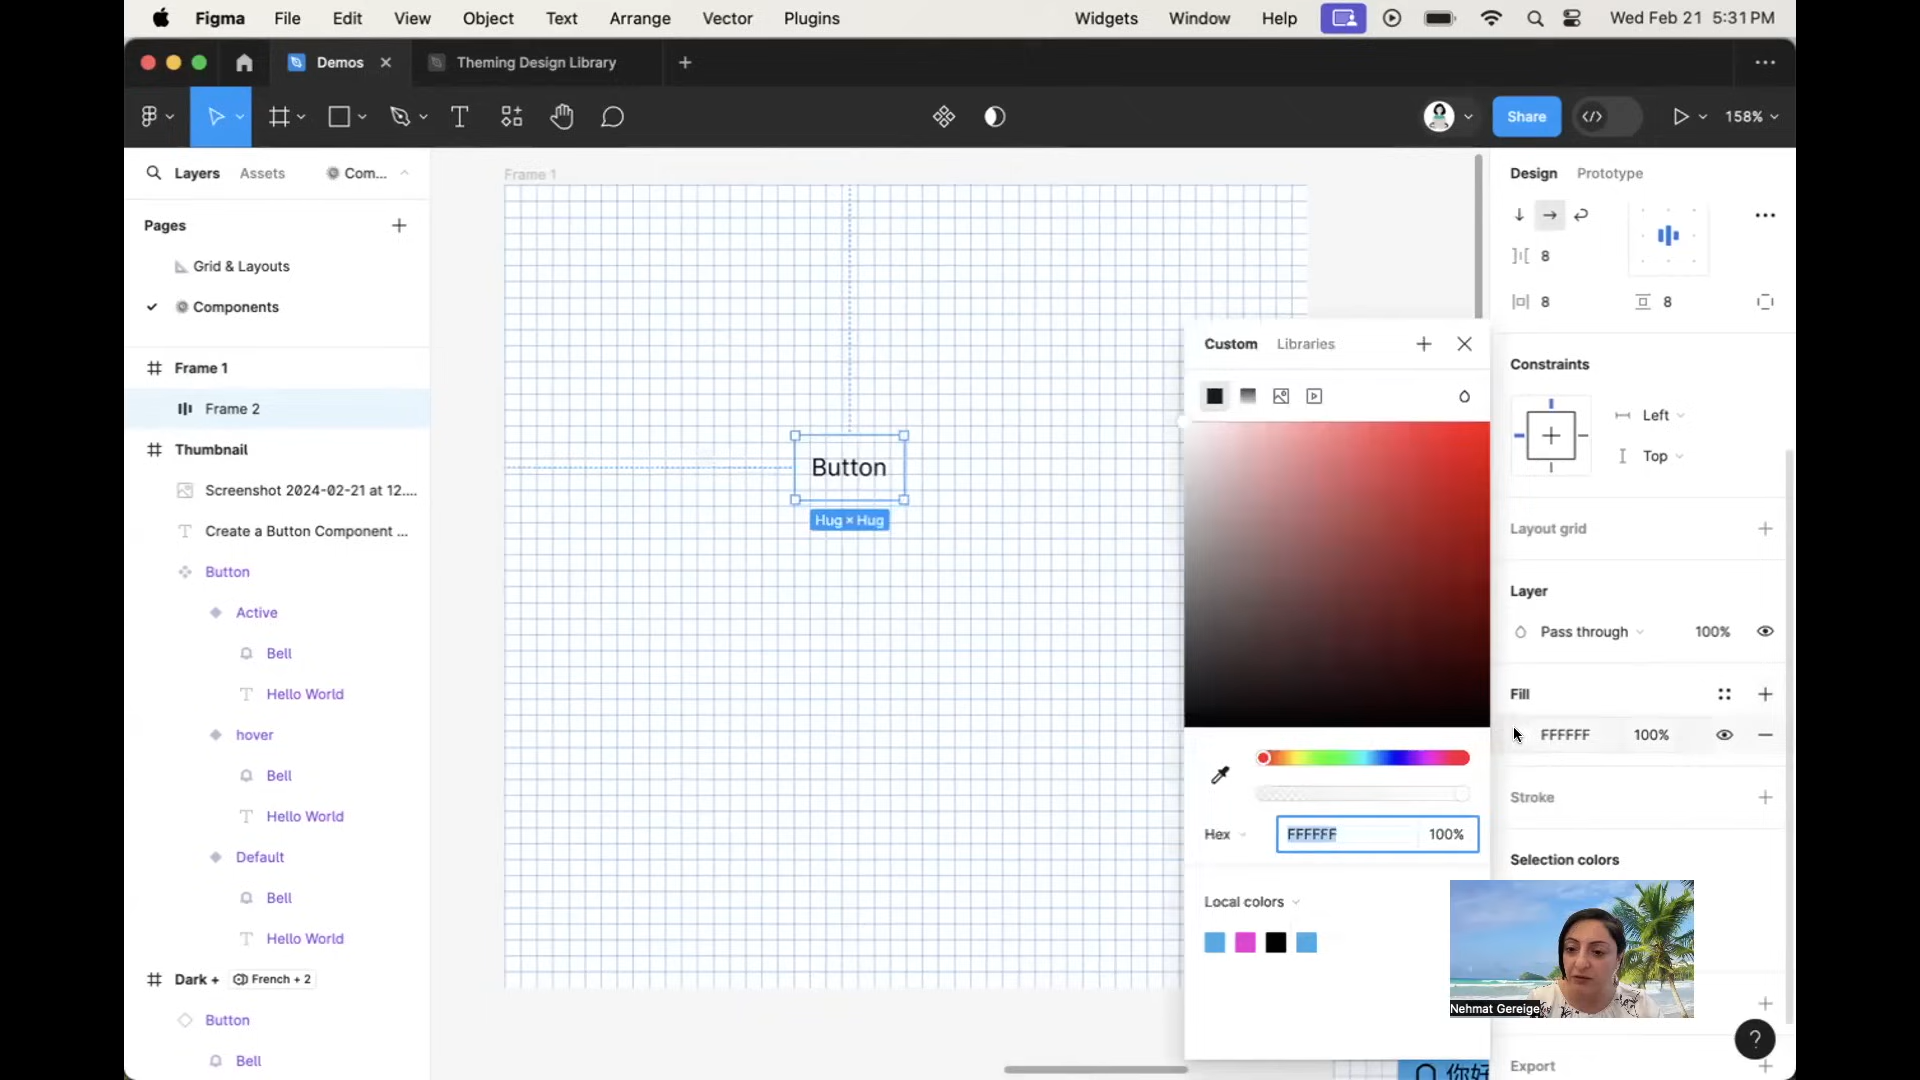 Figma File Edit View Object Text Arrange Vector Plugins Widgets Window Help Wed Feb 21 5:31 PM
Demos Theming Design Library
Share 158%
Layers Assets Com...
Pages
Grid & Layouts
Components
Frame 1
Frame 2
Thumbnail
Screenshot 2024-02-21 at 12....
Create a Button Component ...
Button
Active
Bell
Hello World
hover
Bell
Hello World
Default
Bell
Hello World
Dark + French + 2
Button
Bell
Frame 1
Button
Hug × Hug
Custom Libraries
Hex FFFFFF 100%
Local colors
你好
Design Prototype
8
8 8
Constraints
Left
Top
Layout grid
Layer
Pass through 100%
Fill
FFFFFF 100%
Stroke
Selection colors
Nehmat Gereige
?
Export